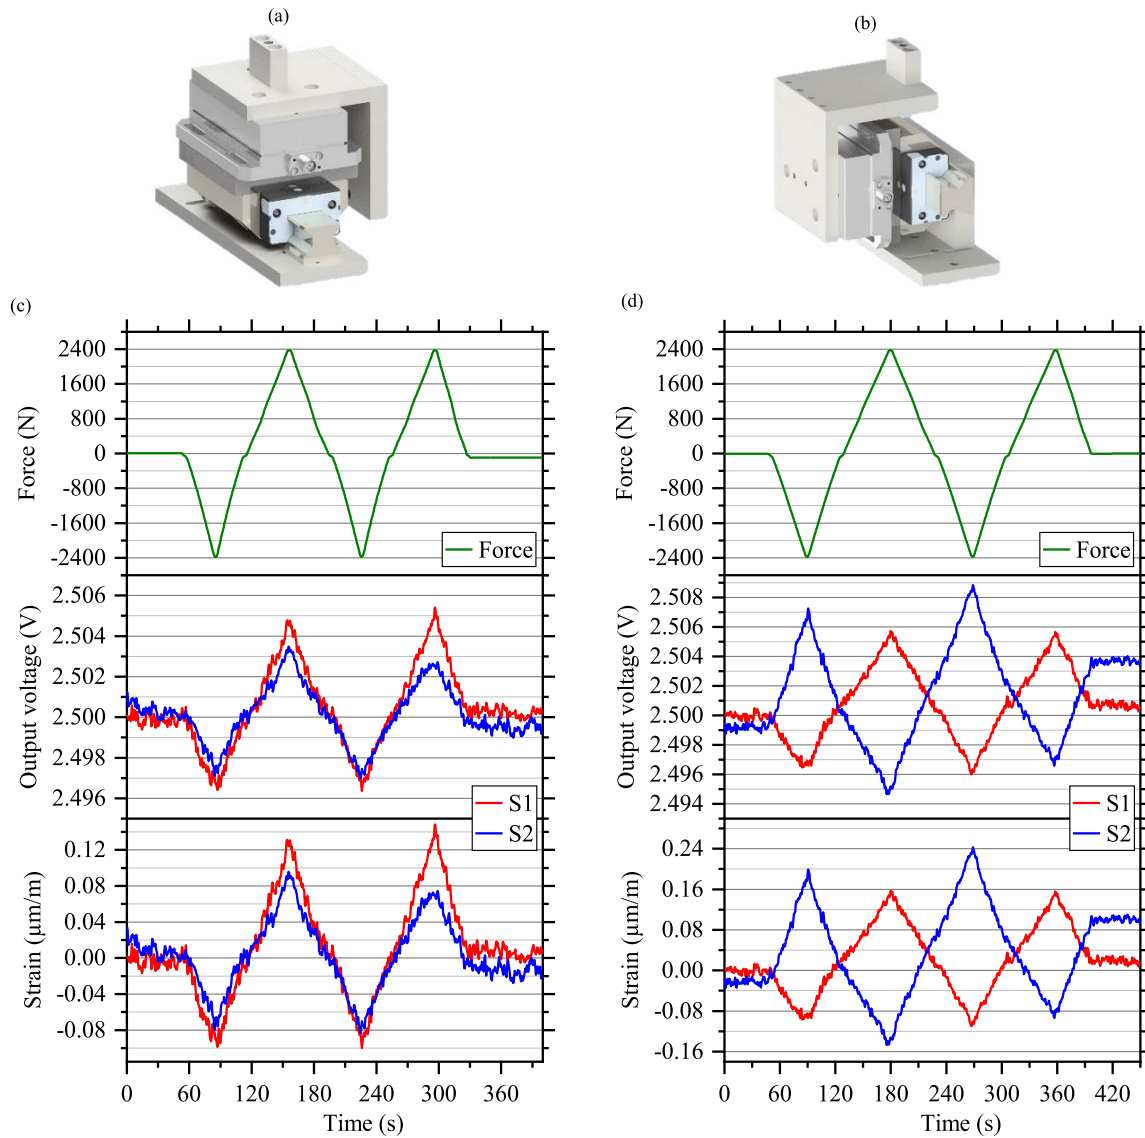 (a)
(b)
(c)
(d)
Force (N)
2400
1600
800
0
-800
-1600
-2400
Force
Output voltage (V)
2.506
2.504
2.502
2.500
2.498
2.496
S1
S2
Strain (μm/m)
0.12
0.08
0.04
0.00
-0.04
-0.08
0 60 120 180 240 300 360
Time (s)
Force (N)
2400
1600
800
0
-800
-1600
-2400
Force
Output voltage (V)
2.508
2.506
2.504
2.502
2.500
2.498
2.496
2.494
S1
S2
Strain (μm/m)
0.24
0.16
0.08
0.00
-0.08
-0.16
0 60 120 180 240 300 360 420
Time (s)